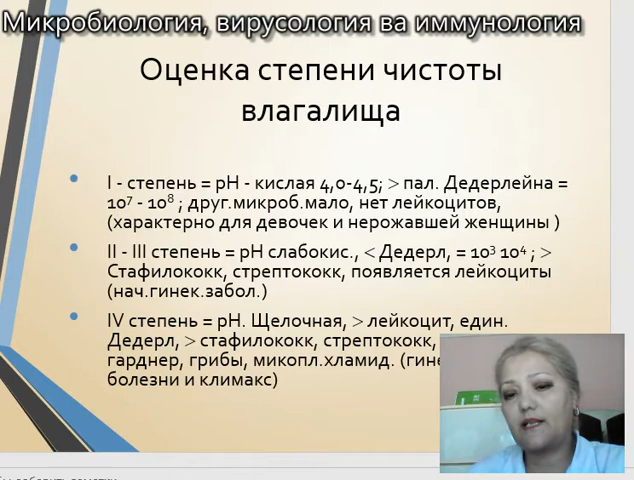 Микробиология, вирусология ва иммунология
Оценка степени чистоты
влагалища
I - степень = pH - кислая 4,0-4,5; > пал. Дедерлейна =
10⁷ - 10⁸ ; друг.микроб.мало, нет лейкоцитов,
(характерно для девочек и нерожавшей женщины )
II - III степень = pH слабокис., < Дедерл, = 10³ 10⁴ ; >
Стафилококк, стрептококк, появляется лейкоциты
(нач.гинек.забол.)
IV степень = pH. Щелочная, > лейкоцит, един.
Дедерл, > стафилококк, стрептококк,
гарднер, грибы, микопл.хламид. (гине
болезни и климакс)